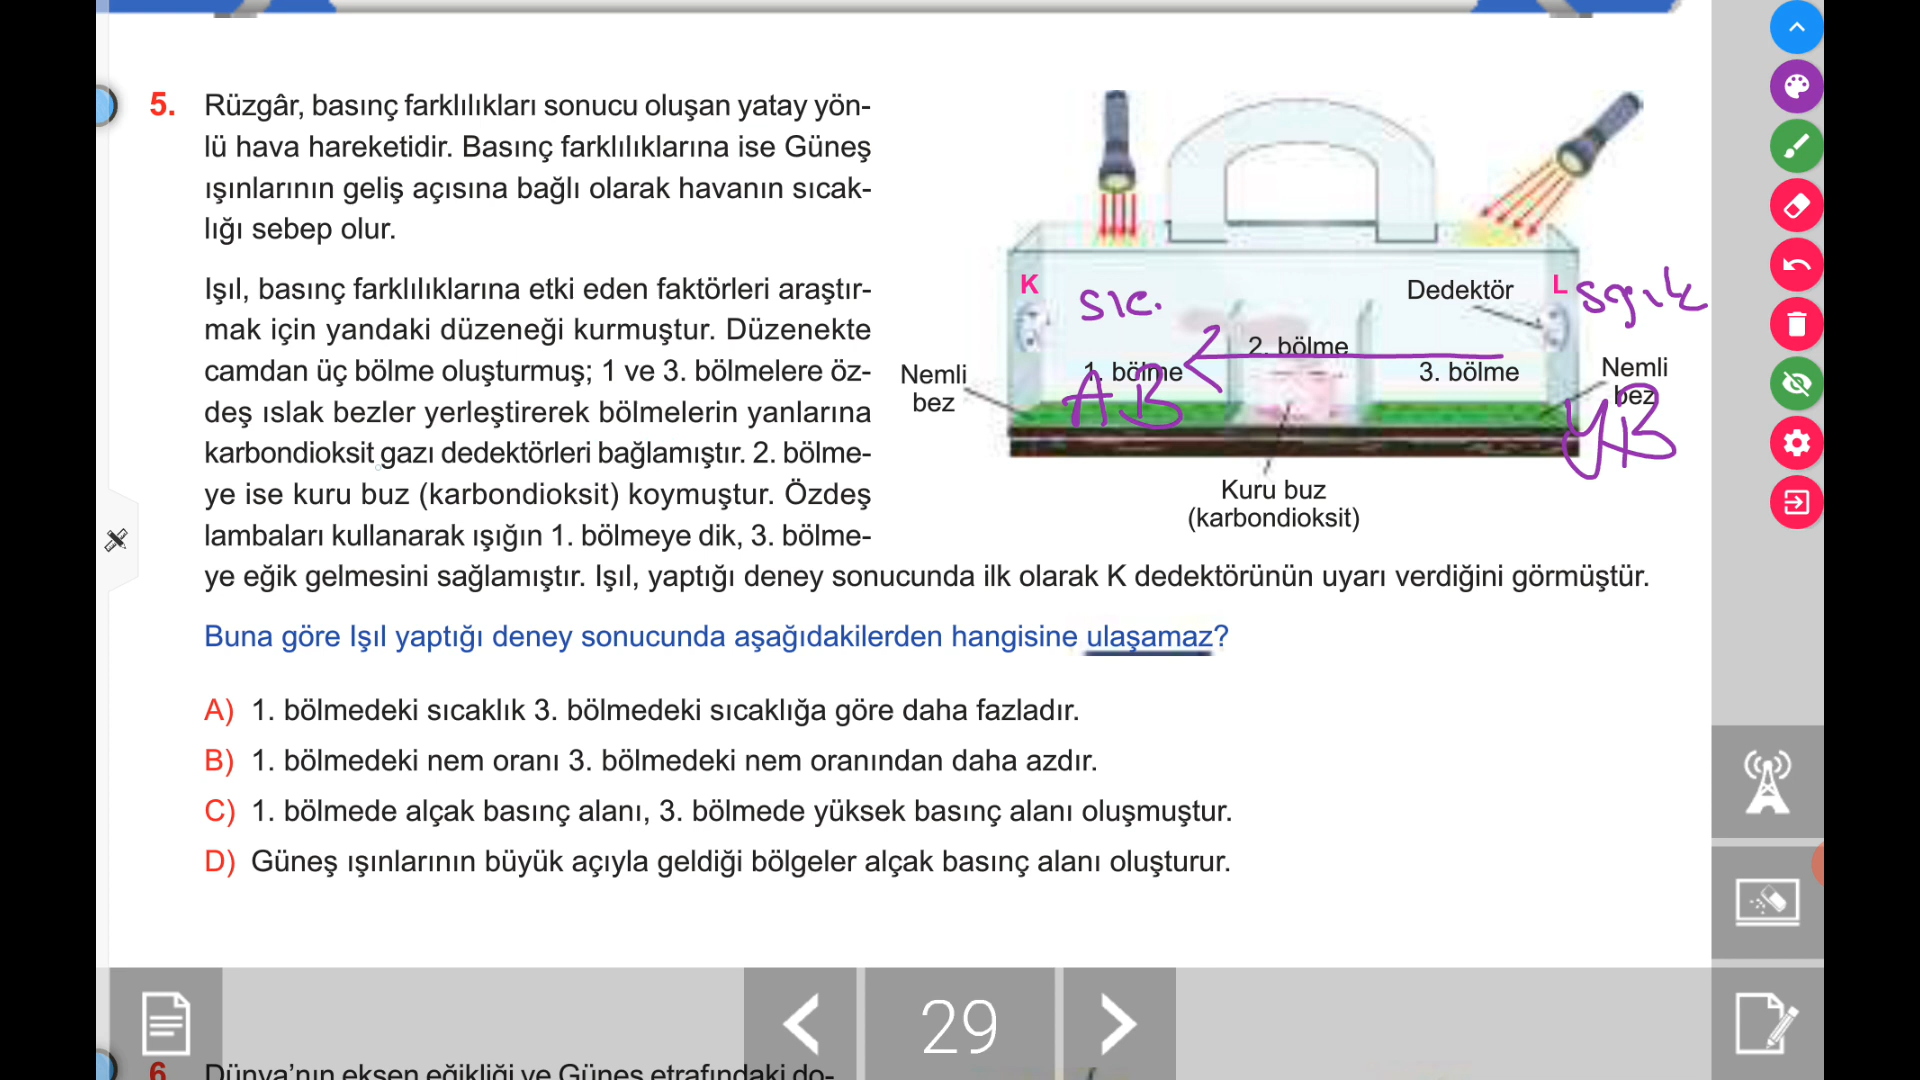 5. Rüzgâr, basınç farklılıkları sonucu oluşan yatay yön-
lü hava hareketidir. Basınç farklılıklarına ise Güneş
ışınlarının geliş açısına bağlı olarak havanın sıcak-
lığı sebep olur.
Işıl, basınç farklılıklarına etki eden faktörleri araştır-
mak için yandaki düzeneği kurmuştur. Düzenekte
camdan üç bölme oluşturmuş; 1 ve 3. bölmelere öz-
deş ıslak bezler yerleştirerek bölmelerin yanlarına
karbondioksit gazı dedektörleri bağlamıştır. 2. bölme-
ye ise kuru buz (karbondioksit) koymuştur. Özdeş
lambaları kullanarak ışığın 1. bölmeye dik, 3. bölme-
ye eğik gelmesini sağlamıştır. Işıl, yaptığı deney sonucunda ilk olarak K dedektörünün uyarı verdiğini görmüştür.
K
sıc.
Dedektör
L
2. bölme
1. bölme
3. bölme
Nemli
bez
Nemli
bez
AB
YB
Kuru buz
(karbondioksit)
Buna göre Işıl yaptığı deney sonucunda aşağıdakilerden hangisine ulaşamaz?
A) 1. bölmedeki sıcaklık 3. bölmedeki sıcaklığa göre daha fazladır.
B) 1. bölmedeki nem oranı 3. bölmedeki nem oranından daha azdır.
C) 1. bölmede alçak basınç alanı, 3. bölmede yüksek basınç alanı oluşmuştur.
D) Güneş ışınlarının büyük açıyla geldiği bölgeler alçak basınç alanı oluşturur.
29
6 Dünya'nın eksen eğikliği ve Güneş etrafındaki do-